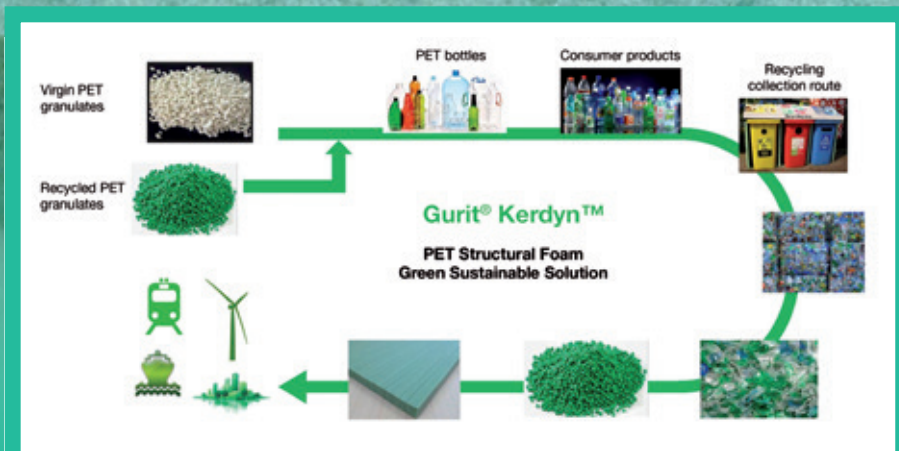 PET bottles
Consumer products
Recycling
collection route
Virgin PET
granulates
Recycled PET
granulates
Gurit® Kerdyn™
PET Structural Foam
Green Sustainable Solution